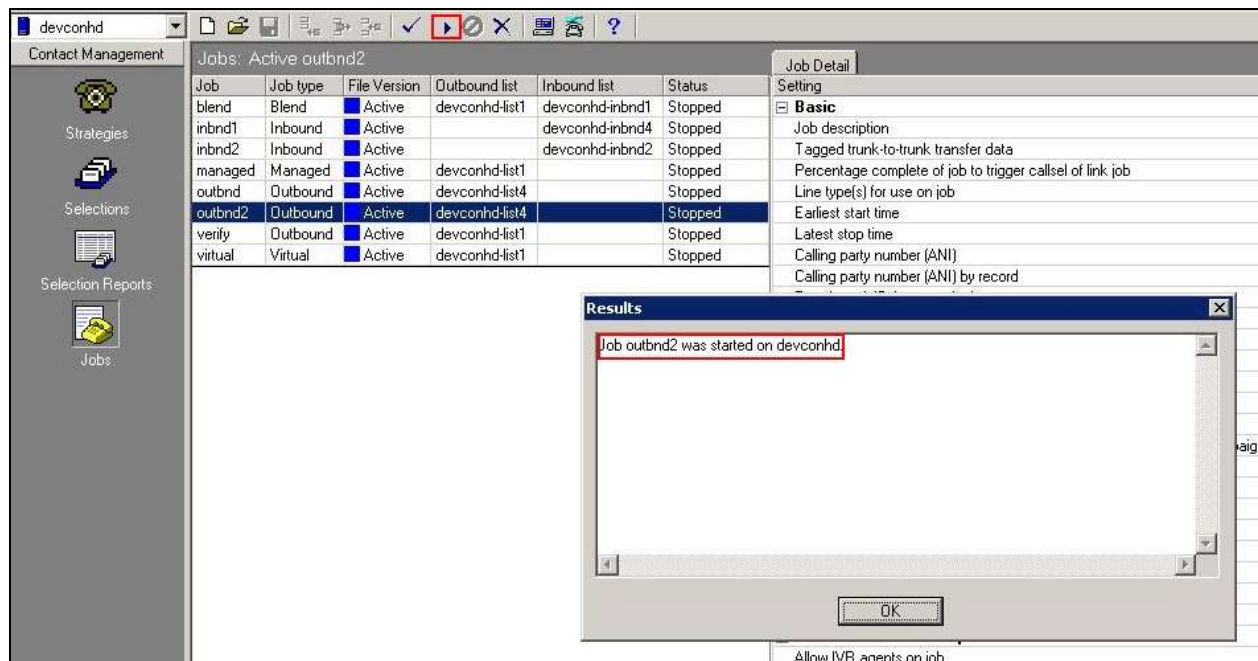 devconhd
Contact Management
Strategies
Selections
Selection Reports
Jobs
Jobs: Active outbnd2
Job Job type File Version Outbound list Inbound list Status
blend Blend Active devconhd-list1 devconhd-inbnd1 Stopped
inbnd1 Inbound Active devconhd-inbnd4 Stopped
inbnd2 Inbound Active devconhd-inbnd2 Stopped
managed Managed Active devconhd-list1 Stopped
outbnd Outbound Active devconhd-list4 Stopped
outbnd2 Outbound Active devconhd-list4 Stopped
verify Outbound Active devconhd-list1 Stopped
virtual Virtual Active devconhd-list1 Stopped
Job Detail
Setting
Basic
Job description
Tagged trunk-to-trunk transfer data
Percentage complete of job to trigger callsel of link job
Line type(s) for use on job
Earliest start time
Latest stop time
Calling party number (ANI)
Calling party number (ANI) by record
Results
Job outbnd2 was started on devconhd.
OK
paig
Allow IVR agents on job